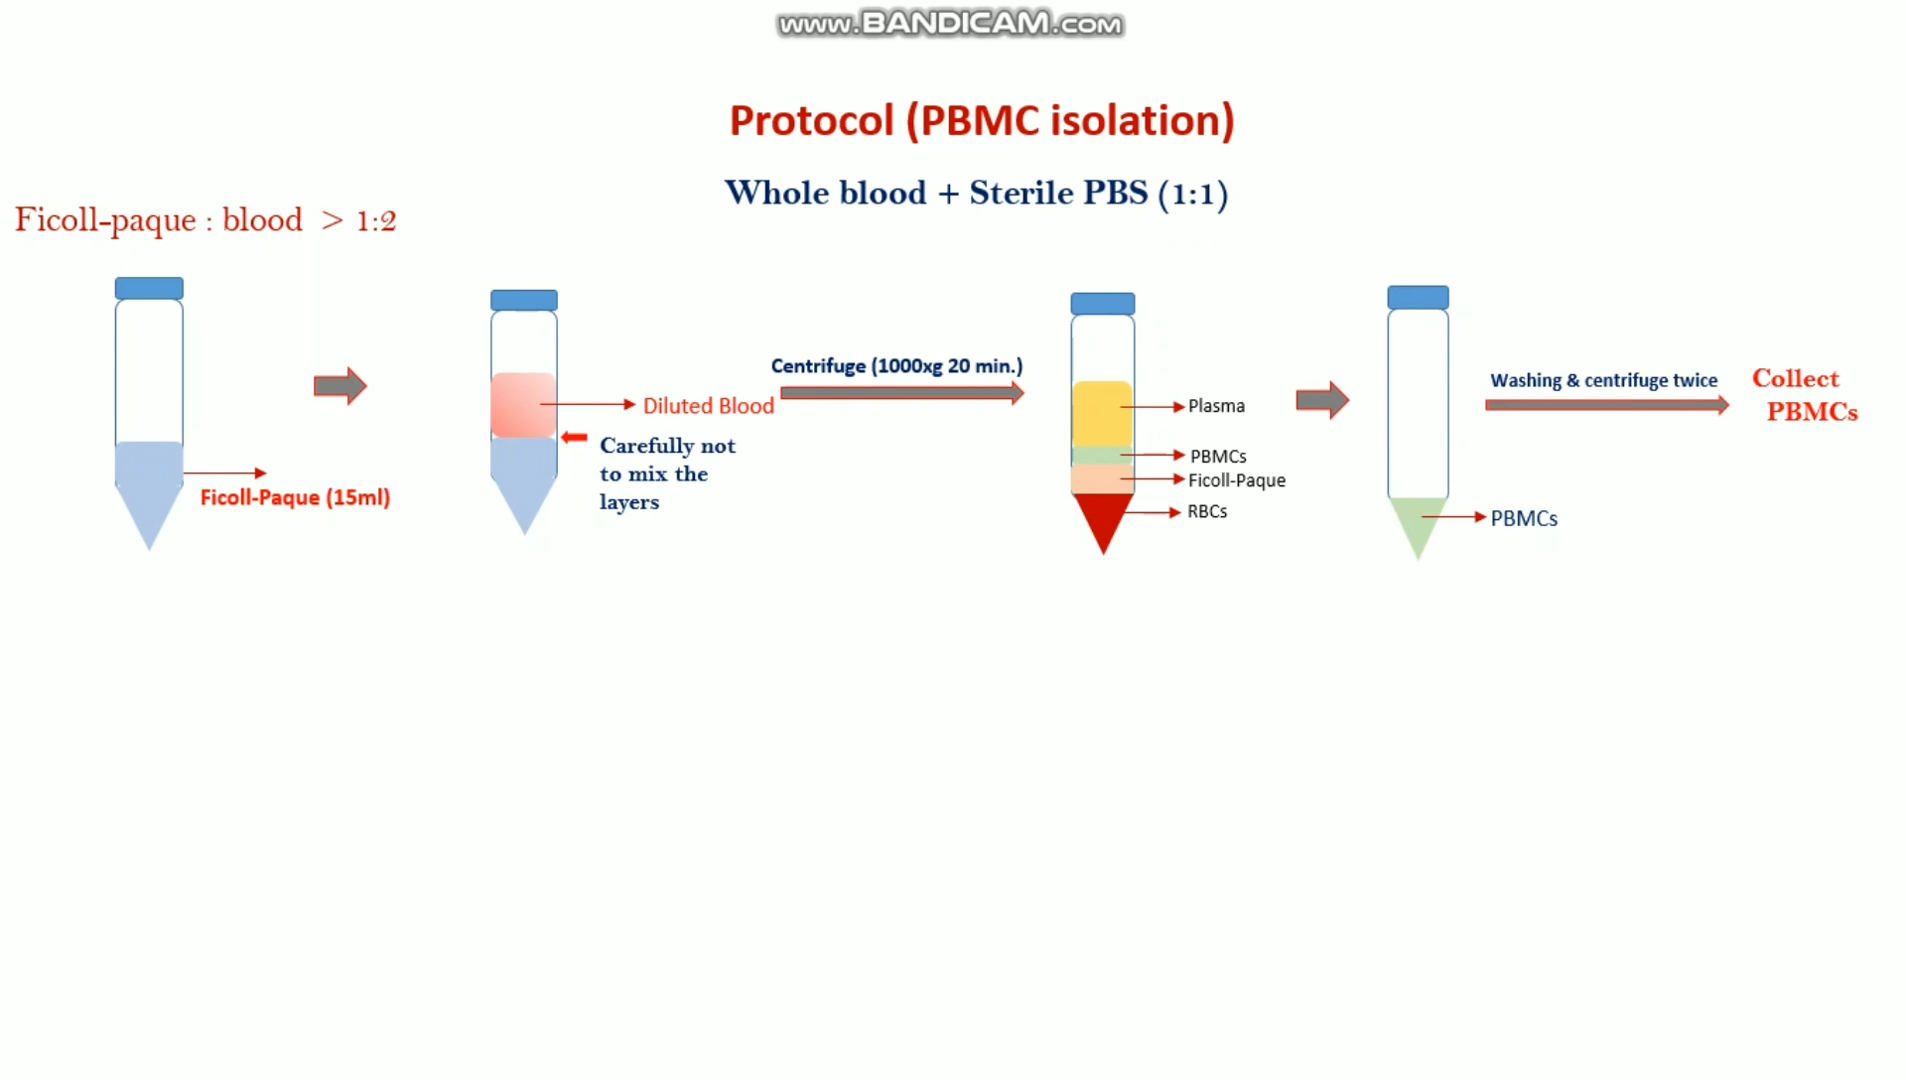 www.BANDICAM.com
Protocol (PBMC isolation)
Whole blood + Sterile PBS (1:1)
Ficoll-paque : blood > 1:2
Ficoll-Paque (15ml)
Diluted Blood
Carefully not
to mix the
layers
Centrifuge (1000xg 20 min.)
Plasma
PBMCs
Ficoll-Paque
RBCs
PBMCs
Washing & centrifuge twice
Collect
PBMCs